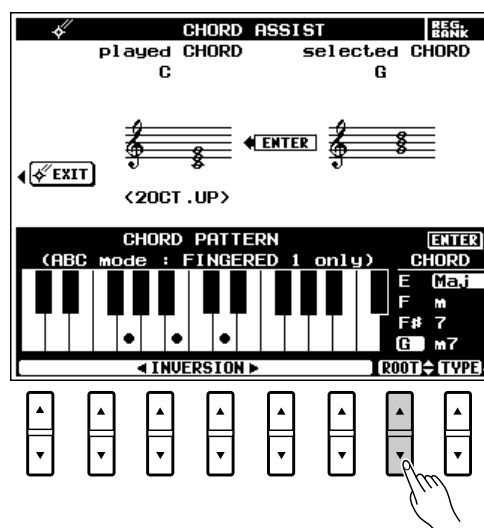 CHORD ASSIST
REG. BANK
played CHORD
selected CHORD
C
G
ENTER
EXIT
<2OCT.UP>
CHORD PATTERN
ENTER
(ABC mode : FINGERED 1 only)
CHORD
E Maj
F m
F# 7
G m7
INVERSION
ROOT TYPE